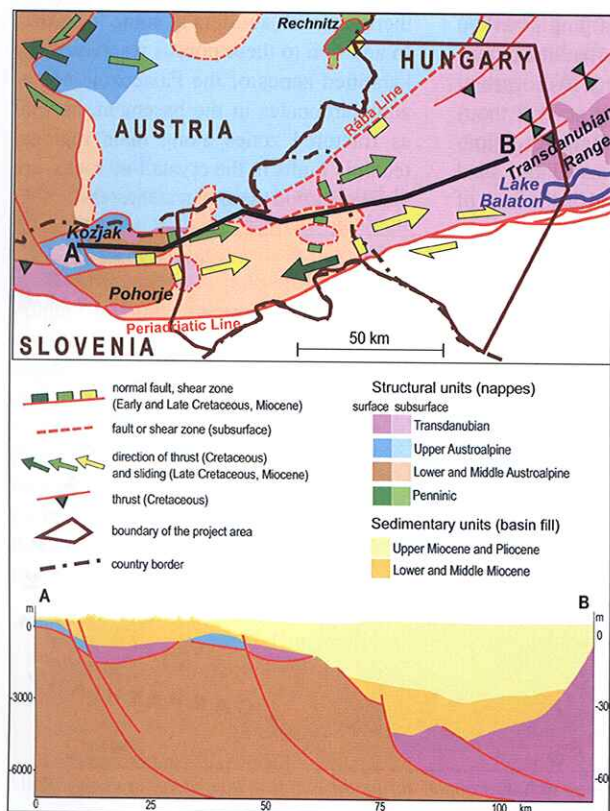 Rechnitz
HUNGARY
AUSTRIA
Rába Line
B
Transdanubian
Range
Lake
Balaton
Kozjak
A
Pohorje
Periadriatic Line
SLOVENIA
50 km
normal fault, shear zone
(Early and Late Cretaceous, Miocene)
fault or shear zone (subsurface)
direction of thrust (Cretaceous)
and sliding (Late Cretaceous, Miocene)
thrust (Cretaceous)
boundary of the project area
country border
Structural units (nappes)
surface subsurface
Transdanubian
Upper Austroalpine
Lower and Middle Austroalpine
Penninic
Sedimentary units (basin fill)
Upper Miocene and Pliocene
Lower and Middle Miocene
A B
m m
0 0
-3000 -300
-6000 -600
0 25 50 75 100 km